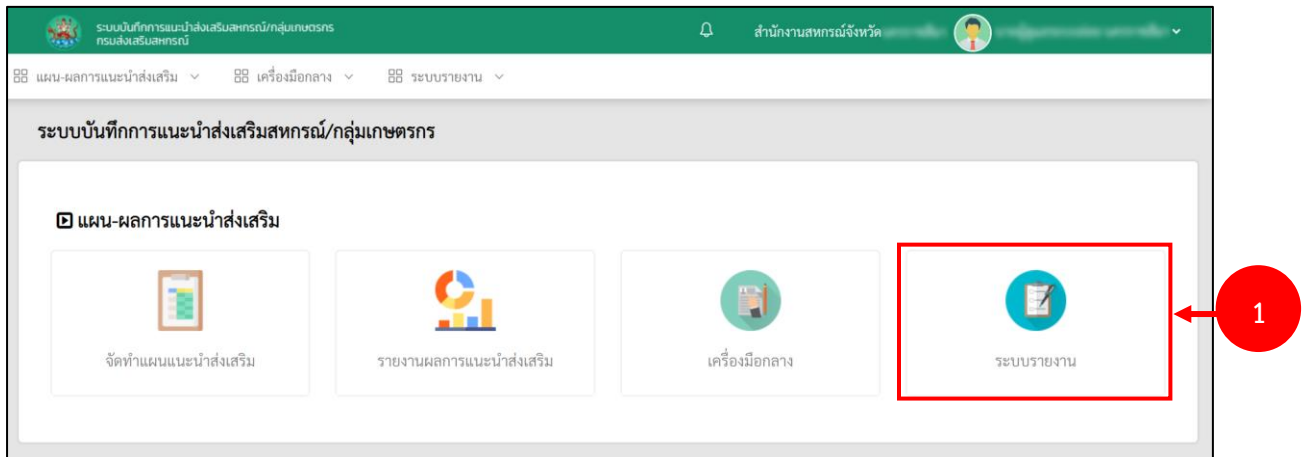 ระบบบันทึกการแนะนำส่งเสริมสหกรณ์/กลุ่มเกษตรกร
กรมส่งเสริมสหกรณ์
สำนักงานสหกรณ์จังหวัด
แผน-ผลการแนะนำส่งเสริม
เครื่องมือกลาง
ระบบรายงาน
ระบบบันทึกการแนะนำส่งเสริมสหกรณ์/กลุ่มเกษตรกร
แผน-ผลการแนะนำส่งเสริม
จัดทำแผนแนะนำส่งเสริม
รายงานผลการแนะนำส่งเสริม
เครื่องมือกลาง
ระบบรายงาน
1